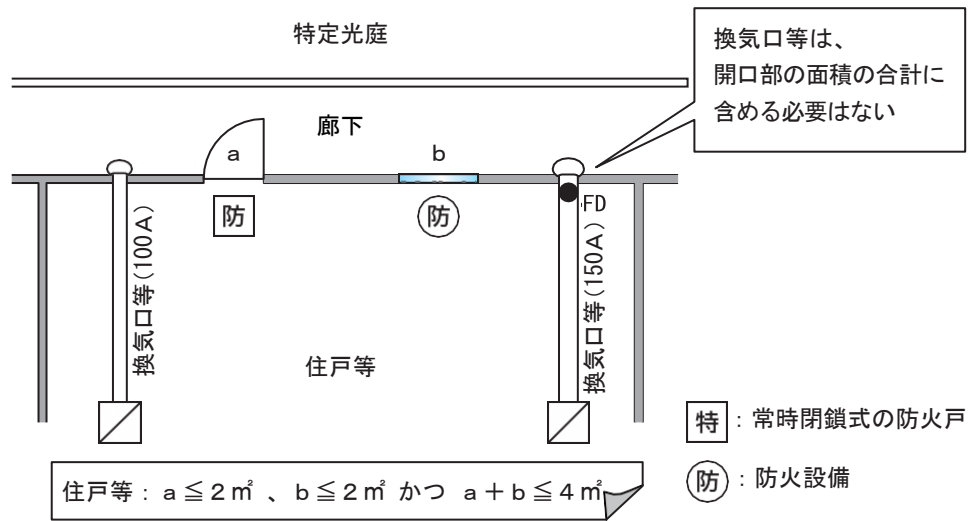 特定光庭
換気口等は、
開口部の面積の合計に
含める必要はない
廊下
a
b
防
防
FD
換気口等(100A)
換気口等(150A)
住戸等
特：常時閉鎖式の防火戸
防：防火設備
住戸等：a≦2㎡、b≦2㎡ かつ a＋b≦4㎡